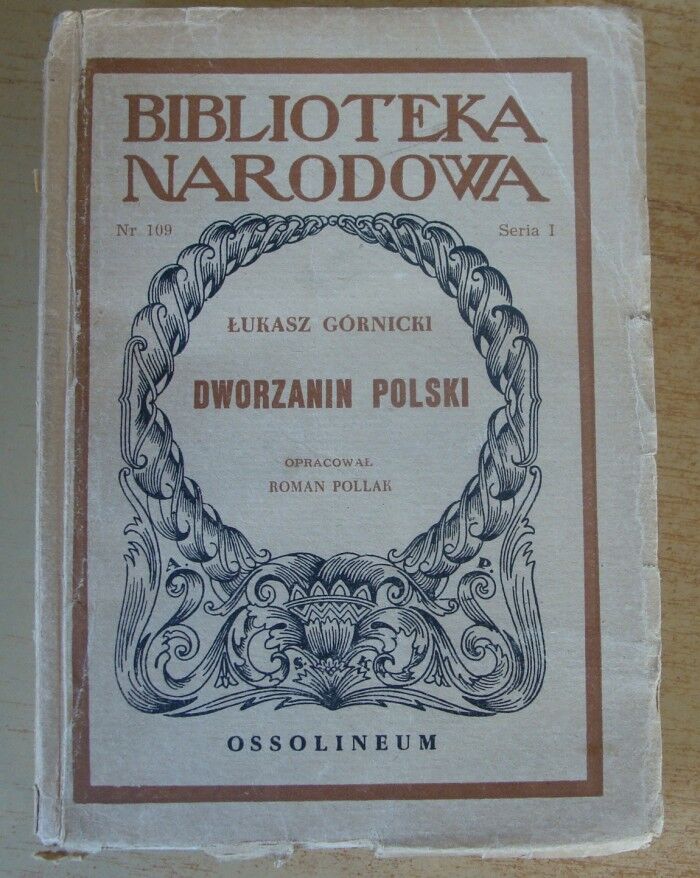 BIBLIOTEKA
NARODOWA
Nr 109 Seria I
ŁUKASZ GÓRNICKI
DWORZANIN POLSKI
OPRACOWAŁ
ROMAN POLLAK
A. P.
S. R
OSSOLINEUM